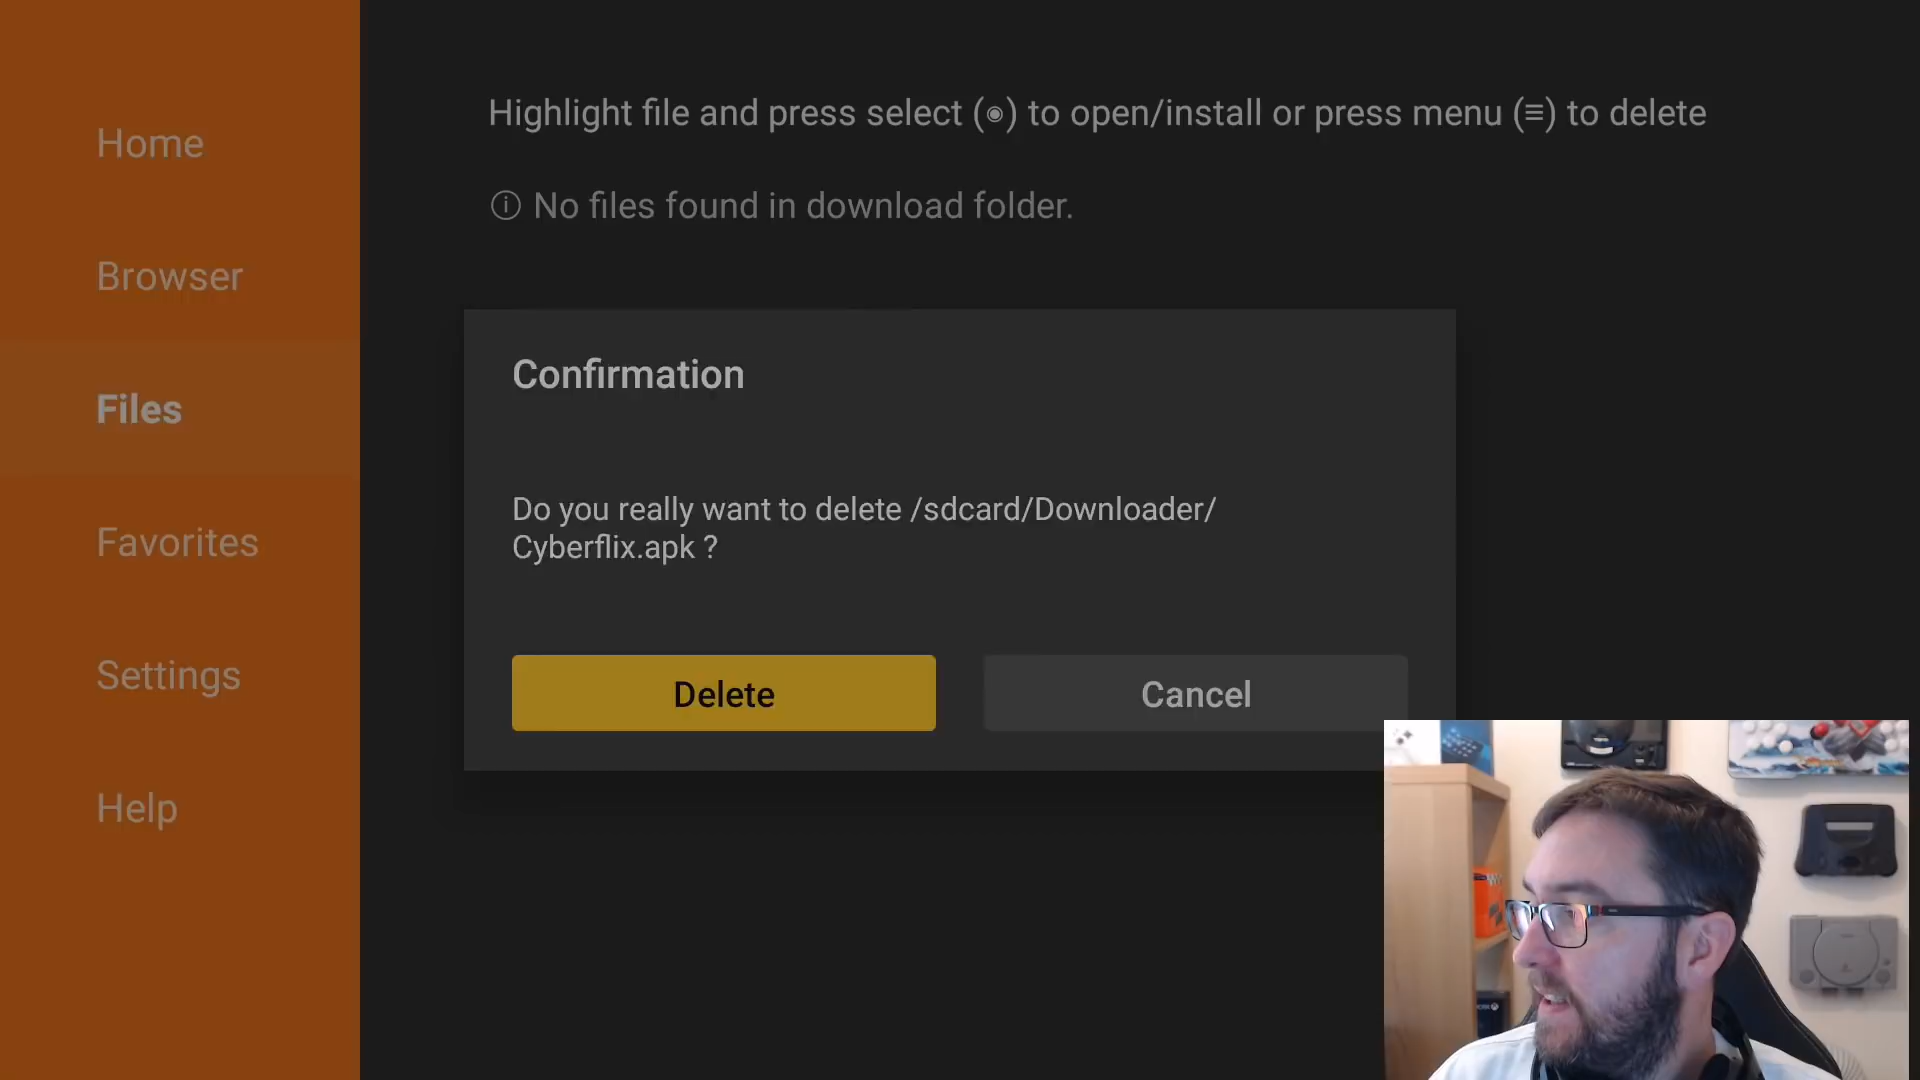 Home
Browser
Files
Favorites
Settings
Help
Highlight file and press select (◉) to open/install or press menu (≡) to delete
ⓘ No files found in download folder.
Confirmation
Do you really want to delete /sdcard/Downloader/
Cyberflix.apk ?
Delete
Cancel